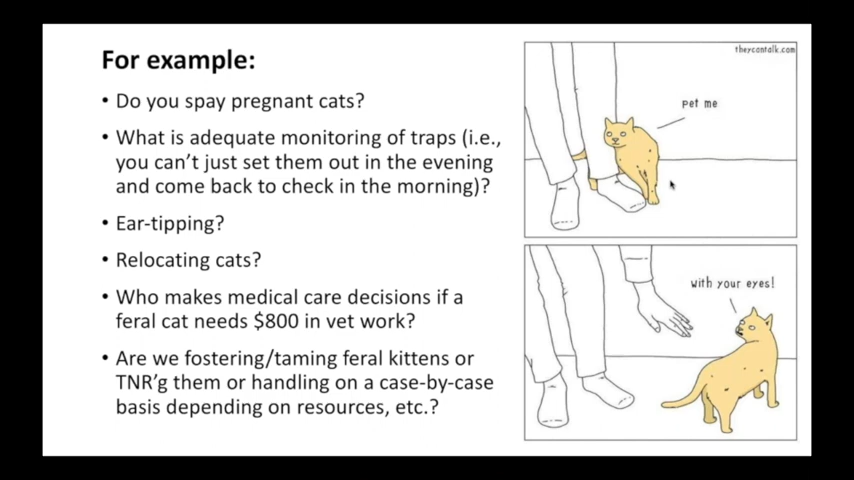 For example:
• Do you spay pregnant cats?
• What is adequate monitoring of traps (i.e.,
you can't just set them out in the evening
and come back to check in the morning)?
• Ear-tipping?
• Relocating cats?
• Who makes medical care decisions if a
feral cat needs $800 in vet work?
• Are we fostering/taming feral kittens or
TNR'g them or handling on a case-by-case
basis depending on resources, etc.?
theycantalk.com
pet me
with your eyes!